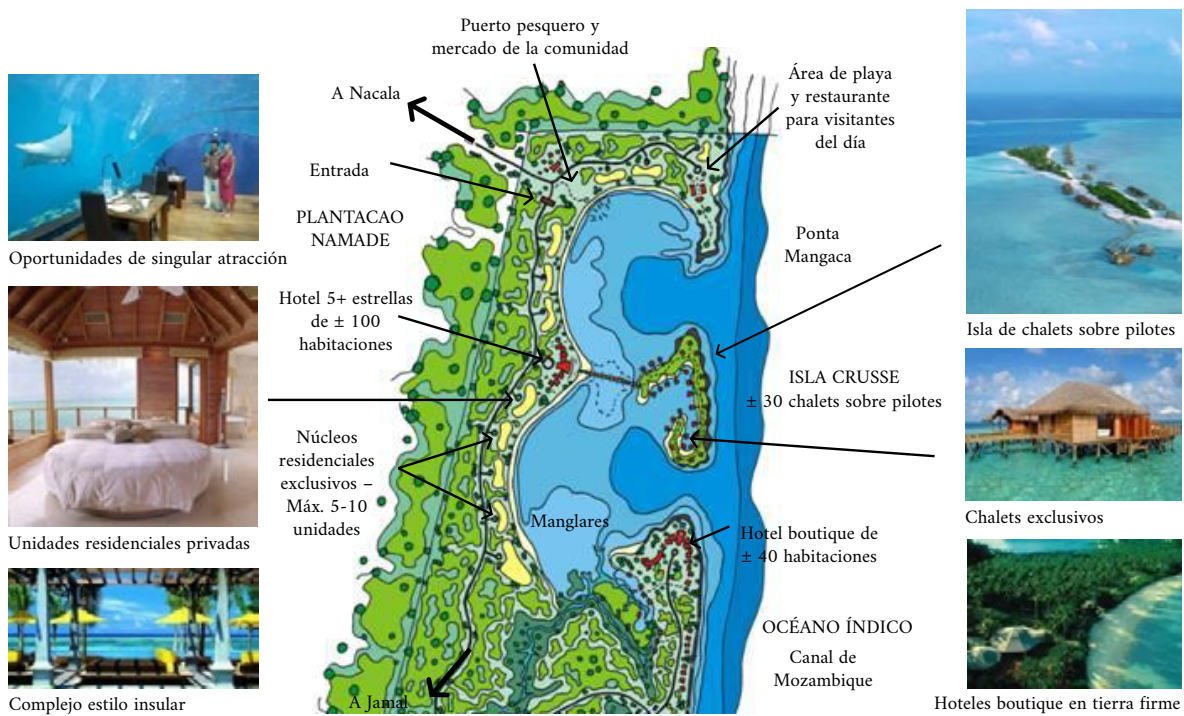 Puerto pesquero y
mercado de la comunidad
A Nacala
Área de playa
y restaurante
para visitantes
del día
Entrada
PLANTACAO
NAMADE
Ponta
Mangaca
Oportunidades de singular atracción
Hotel 5+ estrellas
de ± 100
habitaciones
Isla de chalets sobre pilotes
ISLA CRUSSE
± 30 chalets sobre pilotes
Núcleos
residenciales
exclusivos –
Máx. 5-10
unidades
Manglares
Chalets exclusivos
Unidades residenciales privadas
Hotel boutique de
± 40 habitaciones
OCÉANO ÍNDICO
Canal de
Mozambique
A Jamal
Complejo estilo insular
Hoteles boutique en tierra firme